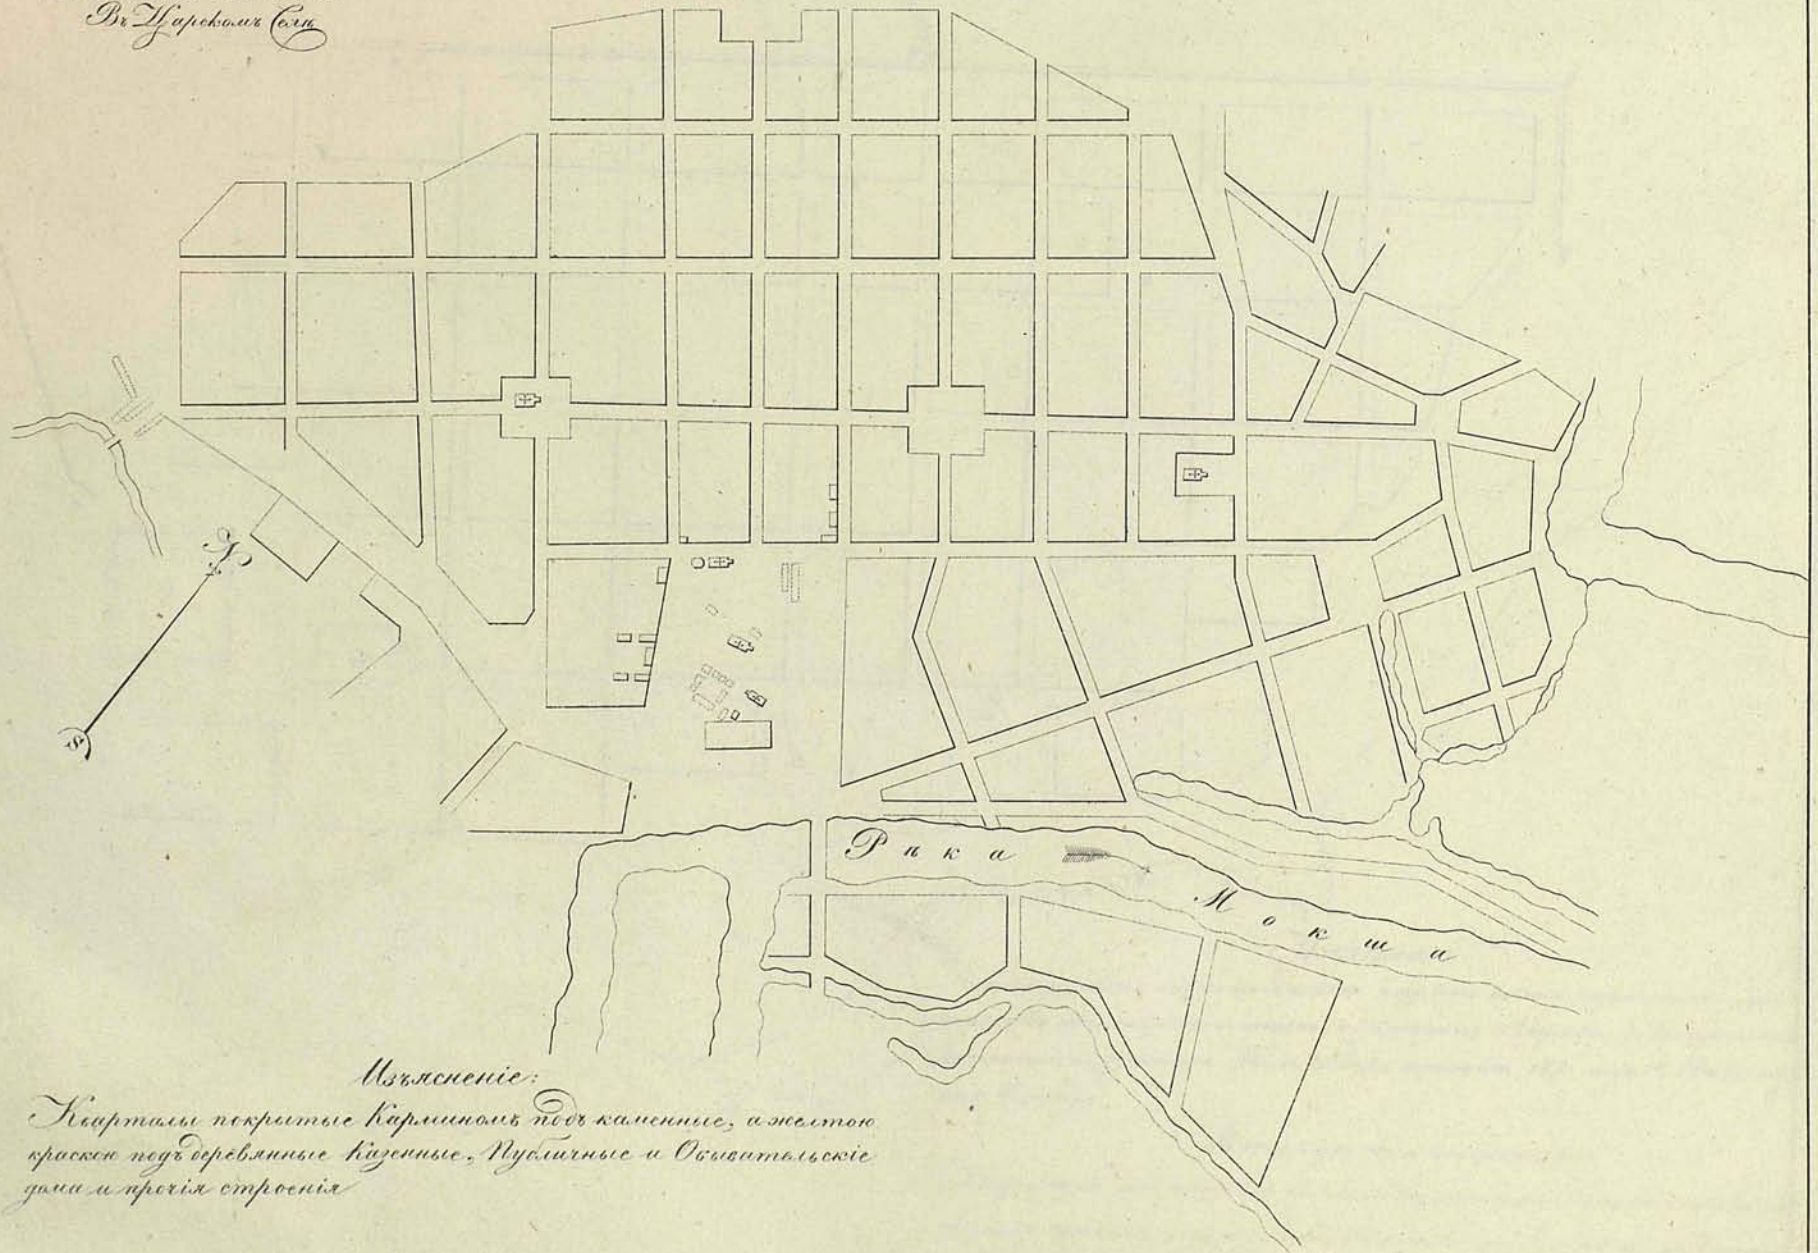 Въ Царскомъ Селѣ
N
S
Рѣка
Мокша
Изъясненіе:
Кварталы покрытые Карминомъ подъ каменные, а желтою
краскою подъ деревянные Казенные, Публичные и Обывательскіе
дома и прочія строенія